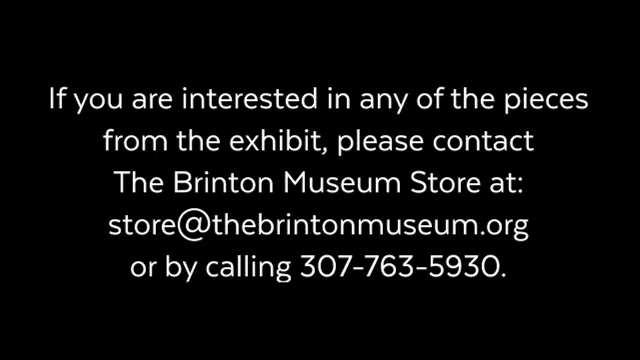 If you are interested in any of the pieces
from the exhibit, please contact
The Brinton Museum Store at:
store@thebrintonmuseum.org
or by calling 307-763-5930.